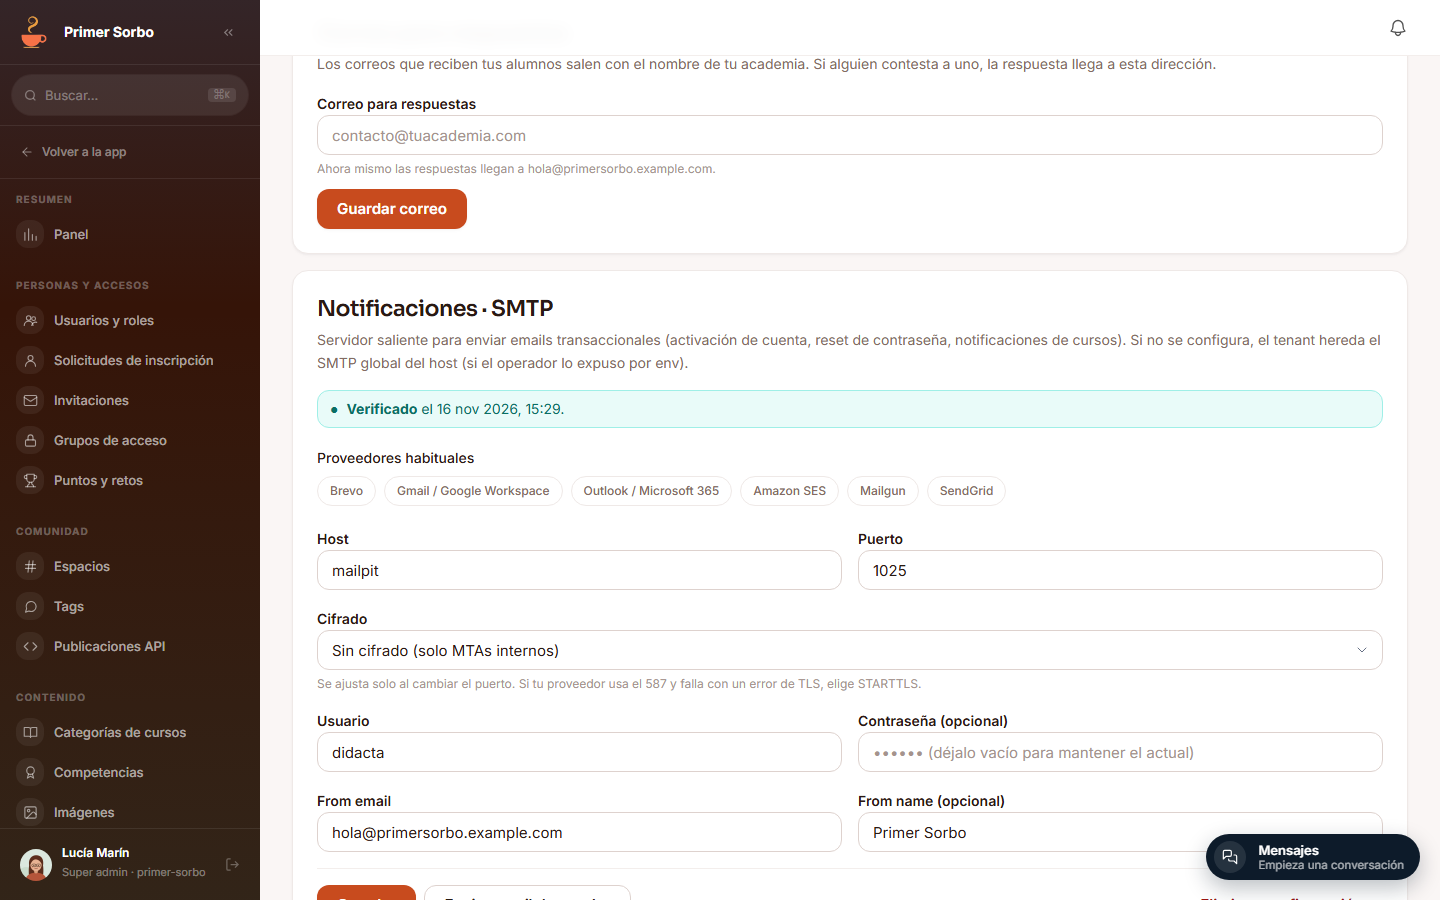 Primer Sorbo
Buscar...
⌘K
Volver a la app
RESUMEN
Panel
PERSONAS Y ACCESOS
Usuarios y roles
Solicitudes de inscripción
Invitaciones
Grupos de acceso
Puntos y retos
COMUNIDAD
Espacios
Tags
Publicaciones API
CONTENIDO
Categorías de cursos
Competencias
Imágenes
Lucía Marín
Super admin · primer-sorbo
Los correos que reciben tus alumnos salen con el nombre de tu academia. Si alguien contesta a uno, la respuesta llega a esta dirección.
Correo para respuestas
contacto@tuacademia.com
Ahora mismo las respuestas llegan a hola@primersorbo.example.com.
Guardar correo
Notificaciones · SMTP
Servidor saliente para enviar emails transaccionales (activación de cuenta, reset de contraseña, notificaciones de cursos). Si no se configura, el tenant hereda el
SMTP global del host (si el operador lo expuso por env).
Verificado el 16 nov 2026, 15:29.
Proveedores habituales
Brevo
Gmail / Google Workspace
Outlook / Microsoft 365
Amazon SES
Mailgun
SendGrid
Host
Puerto
mailpit
1025
Cifrado
Sin cifrado (solo MTAs internos)
Se ajusta solo al cambiar el puerto. Si tu proveedor usa el 587 y falla con un error de TLS, elige STARTTLS.
Usuario
Contraseña (opcional)
didacta
•••••• (déjalo vacío para mantener el actual)
From email
From name (opcional)
hola@primersorbo.example.com
Primer Sorbo
Mensajes
Empieza una conversación